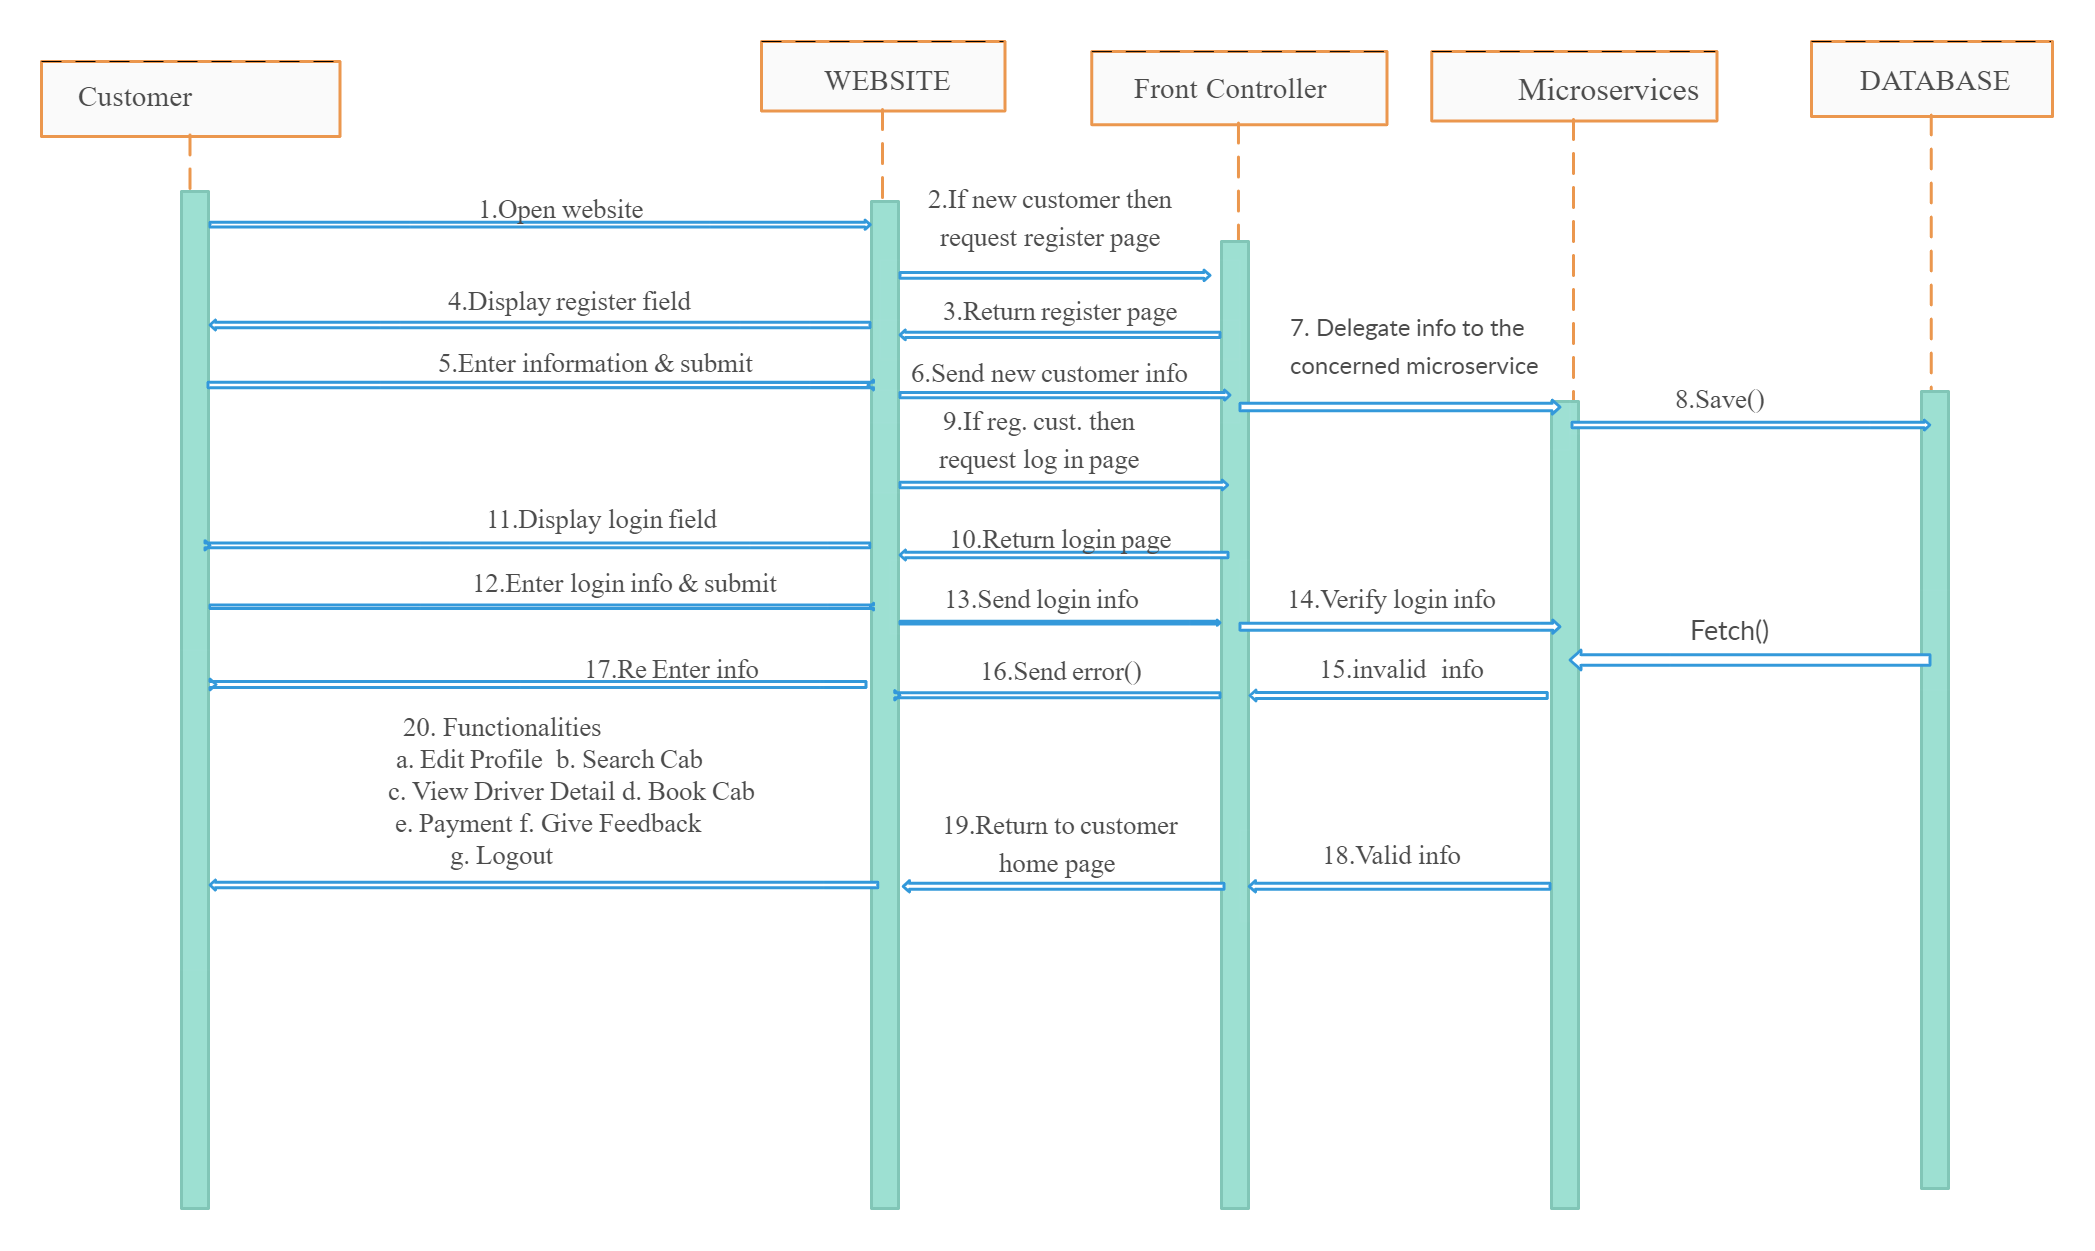 Customer
WEBSITE
Front Controller
Microservices
DATABASE
1.Open website
2.If new customer then
request register page
4.Display register field
3.Return register page
7. Delegate info to the
concerned microservice
5.Enter information & submit
6.Send new customer info
8.Save()
9.If reg. cust. then
request log in page
11.Display login field
10.Return login page
12.Enter login info & submit
13.Send login info
14.Verify login info
Fetch()
17.Re Enter info
16.Send error()
15.invalid info
20. Functionalities
a. Edit Profile b. Search Cab
c. View Driver Detail d. Book Cab
e. Payment f. Give Feedback
g. Logout
19.Return to customer
home page
18.Valid info